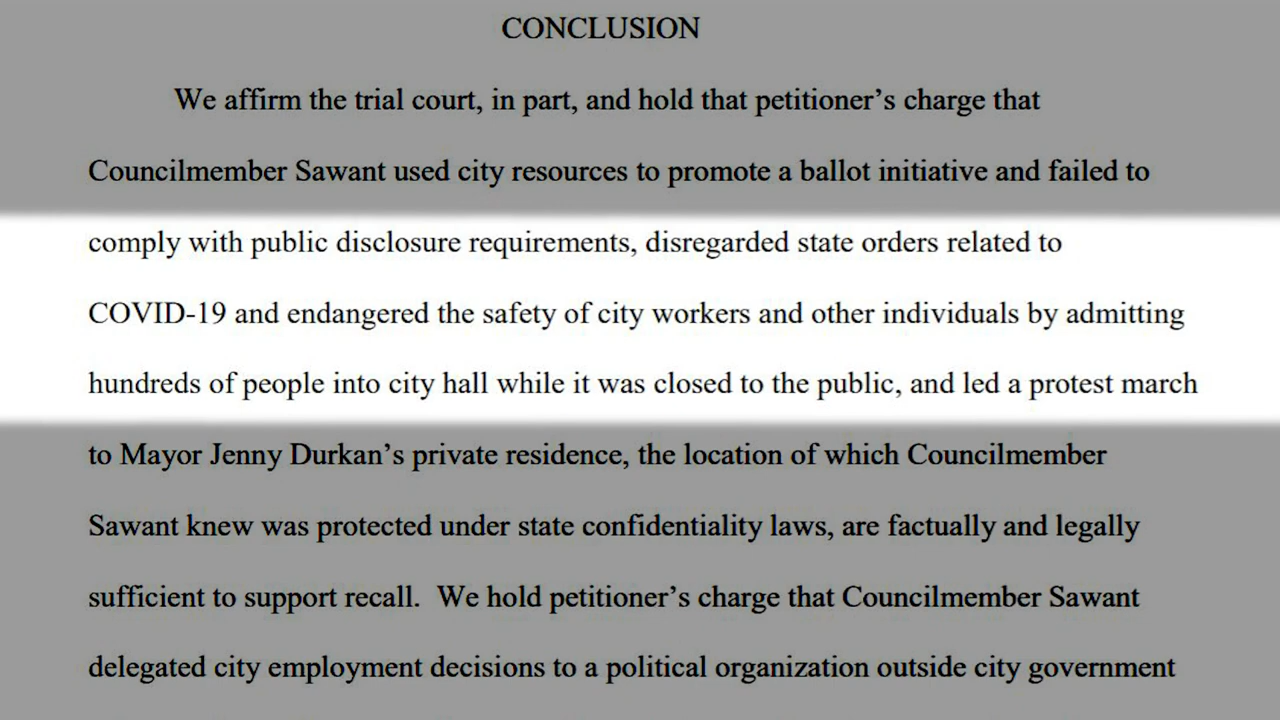 CONCLUSION
We affirm the trial court, in part, and hold that petitioner’s charge that
Councilmember Sawant used city resources to promote a ballot initiative and failed to
comply with public disclosure requirements, disregarded state orders related to
COVID-19 and endangered the safety of city workers and other individuals by admitting
hundreds of people into city hall while it was closed to the public, and led a protest march
to Mayor Jenny Durkan’s private residence, the location of which Councilmember
Sawant knew was protected under state confidentiality laws, are factually and legally
sufficient to support recall.  We hold petitioner’s charge that Councilmember Sawant
delegated city employment decisions to a political organization outside city government